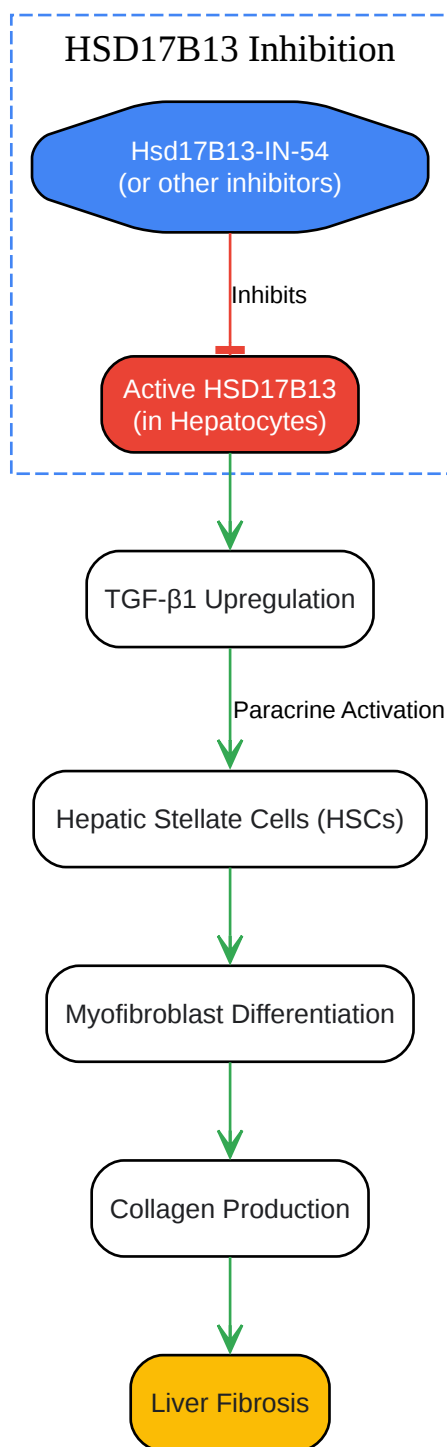 HSD17B13 Inhibition
Hsd17B13-IN-54
(or other inhibitors)
Inhibits
Active HSD17B13
(in Hepatocytes)
TGF-β1 Upregulation
Paracrine Activation
Hepatic Stellate Cells (HSCs)
Myofibroblast Differentiation
Collagen Production
Liver Fibrosis